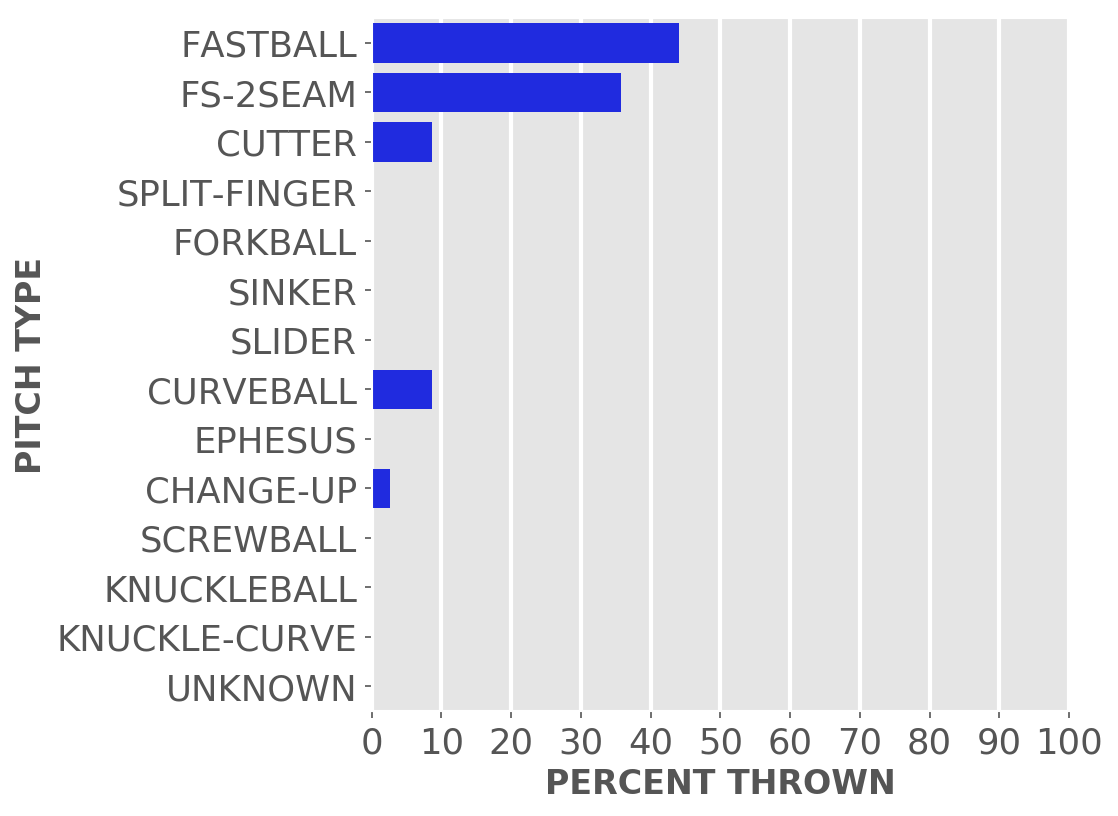 FASTBALL
FS-2SEAM
CUTTER
SPLIT-FINGER
FORKBALL
SINKER
SLIDER
CURVEBALL
EPHESUS
CHANGE-UP
SCREWBALL
KNUCKLEBALL
KNUCKLE-CURVE
UNKNOWN
PITCH TYPE
0 10 20 30 40 50 60 70 80 90 100
PERCENT THROWN